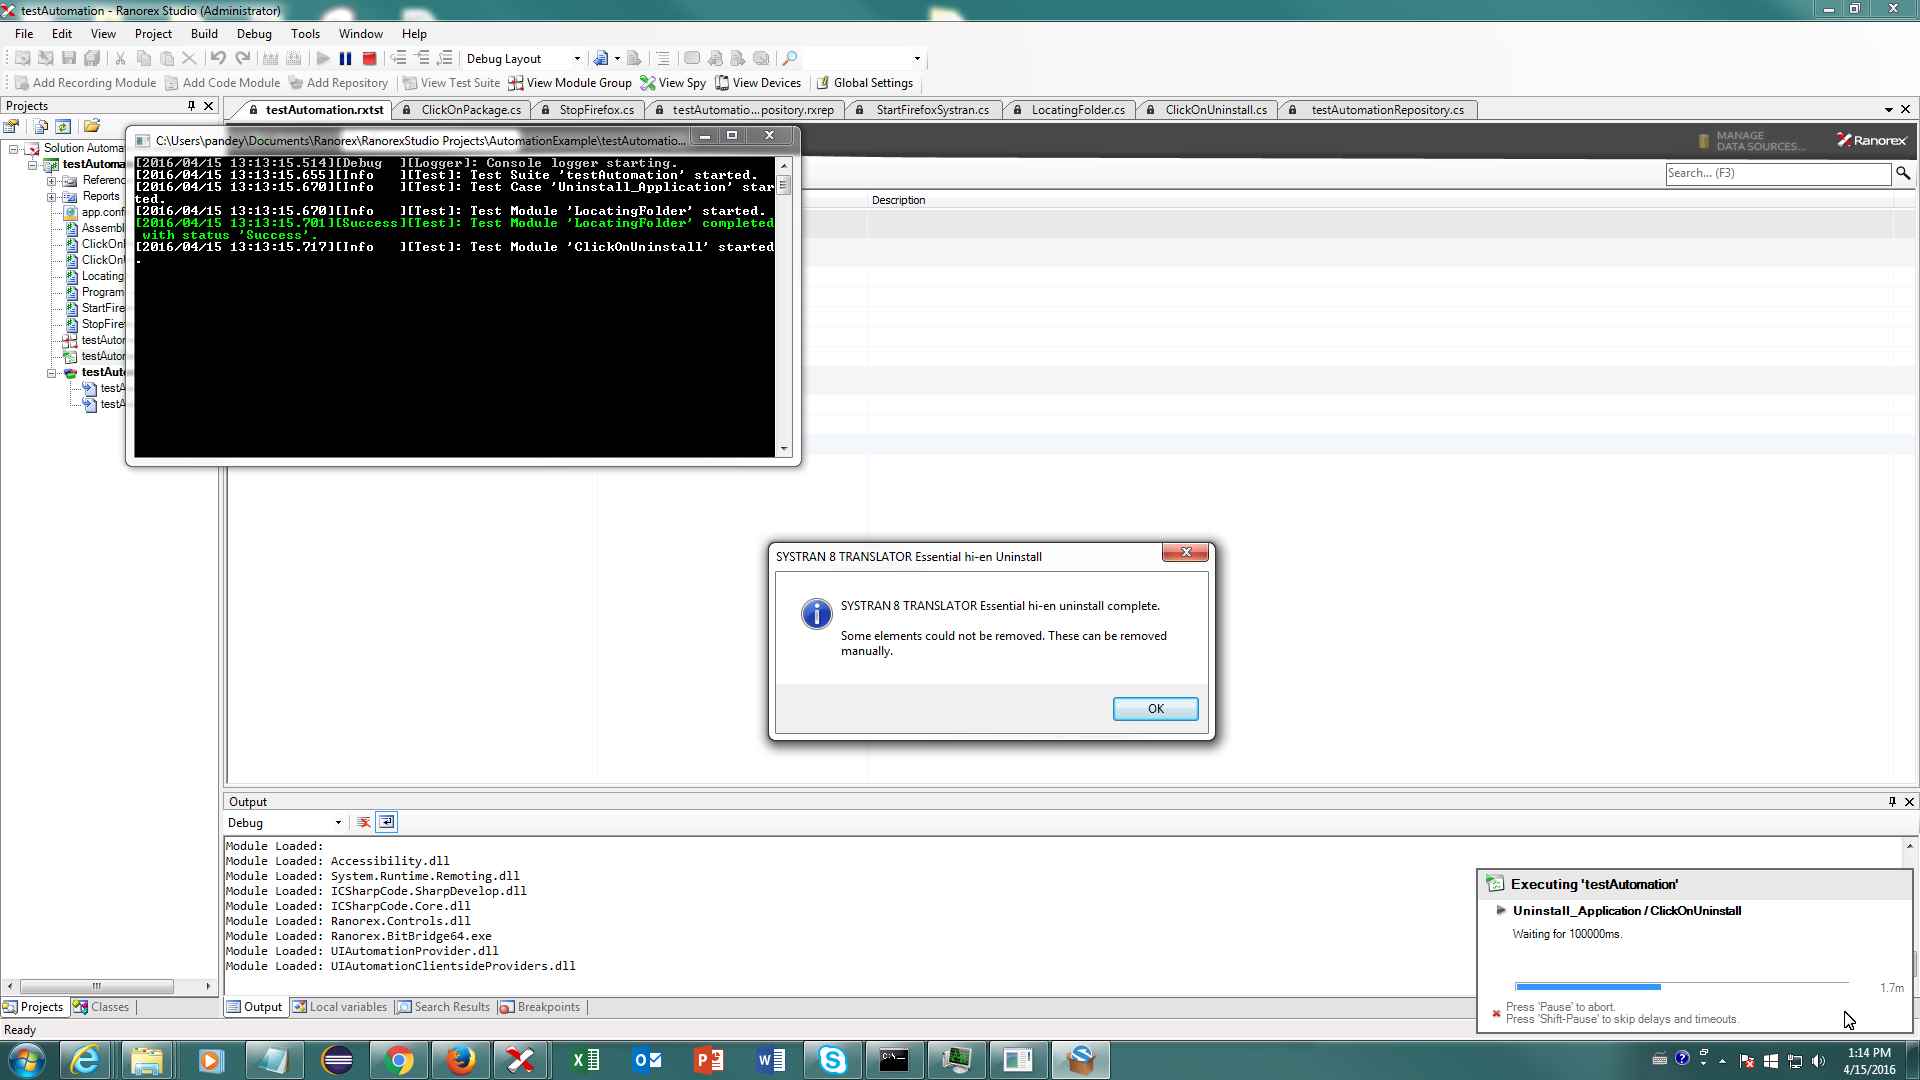 testAutomation - Ranorex Studio (Administrator)
File Edit View Project Build Debug Tools Window Help
Debug Layout
Add Recording Module Add Code Module Add Repository View Test Suite View Module Group View Spy View Devices Global Settings
Projects
testAutomation.rxtst ClickOnPackage.cs StopFirefox.cs testAutomatio...pository.rxrep StartFirefoxSystran.cs LocatingFolder.cs ClickOnUninstall.cs testAutomationRepository.cs
MANAGE
DATA SOURCES...
Ranorex
Search... (F3)
Description
Solution Automa
testAutoma
Referenc
Reports
app.conf
Assembl
ClickOnl
ClickOnl
Locating
Program
StartFire
StopFire
testAutor
testAutor
testAut
testA
testA
C:\Users\pandey\Documents\Ranorex\RanorexStudio Projects\AutomationExample\testAutomatio...
[2016/04/15 13:13:15.514][Debug ][Logger]: Console logger starting.
[2016/04/15 13:13:15.655][Info ][Test]: Test Suite 'testAutomation' started.
[2016/04/15 13:13:15.670][Info ][Test]: Test Case 'Uninstall_Application' star
ted.
[2016/04/15 13:13:15.670][Info ][Test]: Test Module 'LocatingFolder' started.
[2016/04/15 13:13:15.701][Success][Test]: Test Module 'LocatingFolder' completed
with status 'Success'.
[2016/04/15 13:13:15.717][Info ][Test]: Test Module 'ClickOnUninstall' started
.
SYSTRAN 8 TRANSLATOR Essential hi-en Uninstall
SYSTRAN 8 TRANSLATOR Essential hi-en uninstall complete.
Some elements could not be removed. These can be removed
manually.
OK
Output
Debug
Module Loaded:
Module Loaded: Accessibility.dll
Module Loaded: System.Runtime.Remoting.dll
Module Loaded: ICSharpCode.SharpDevelop.dll
Module Loaded: ICSharpCode.Core.dll
Module Loaded: Ranorex.Controls.dll
Module Loaded: Ranorex.BitBridge64.exe
Module Loaded: UIAutomationProvider.dll
Module Loaded: UIAutomationClientsideProviders.dll
Executing 'testAutomation'
Uninstall_Application / ClickOnUninstall
Waiting for 100000ms.
1.7m
Press 'Pause' to abort.
Press 'Shift-Pause' to skip delays and timeouts.
Projects Classes
Output Local variables Search Results Breakpoints
Ready
1:14 PM
4/15/2016